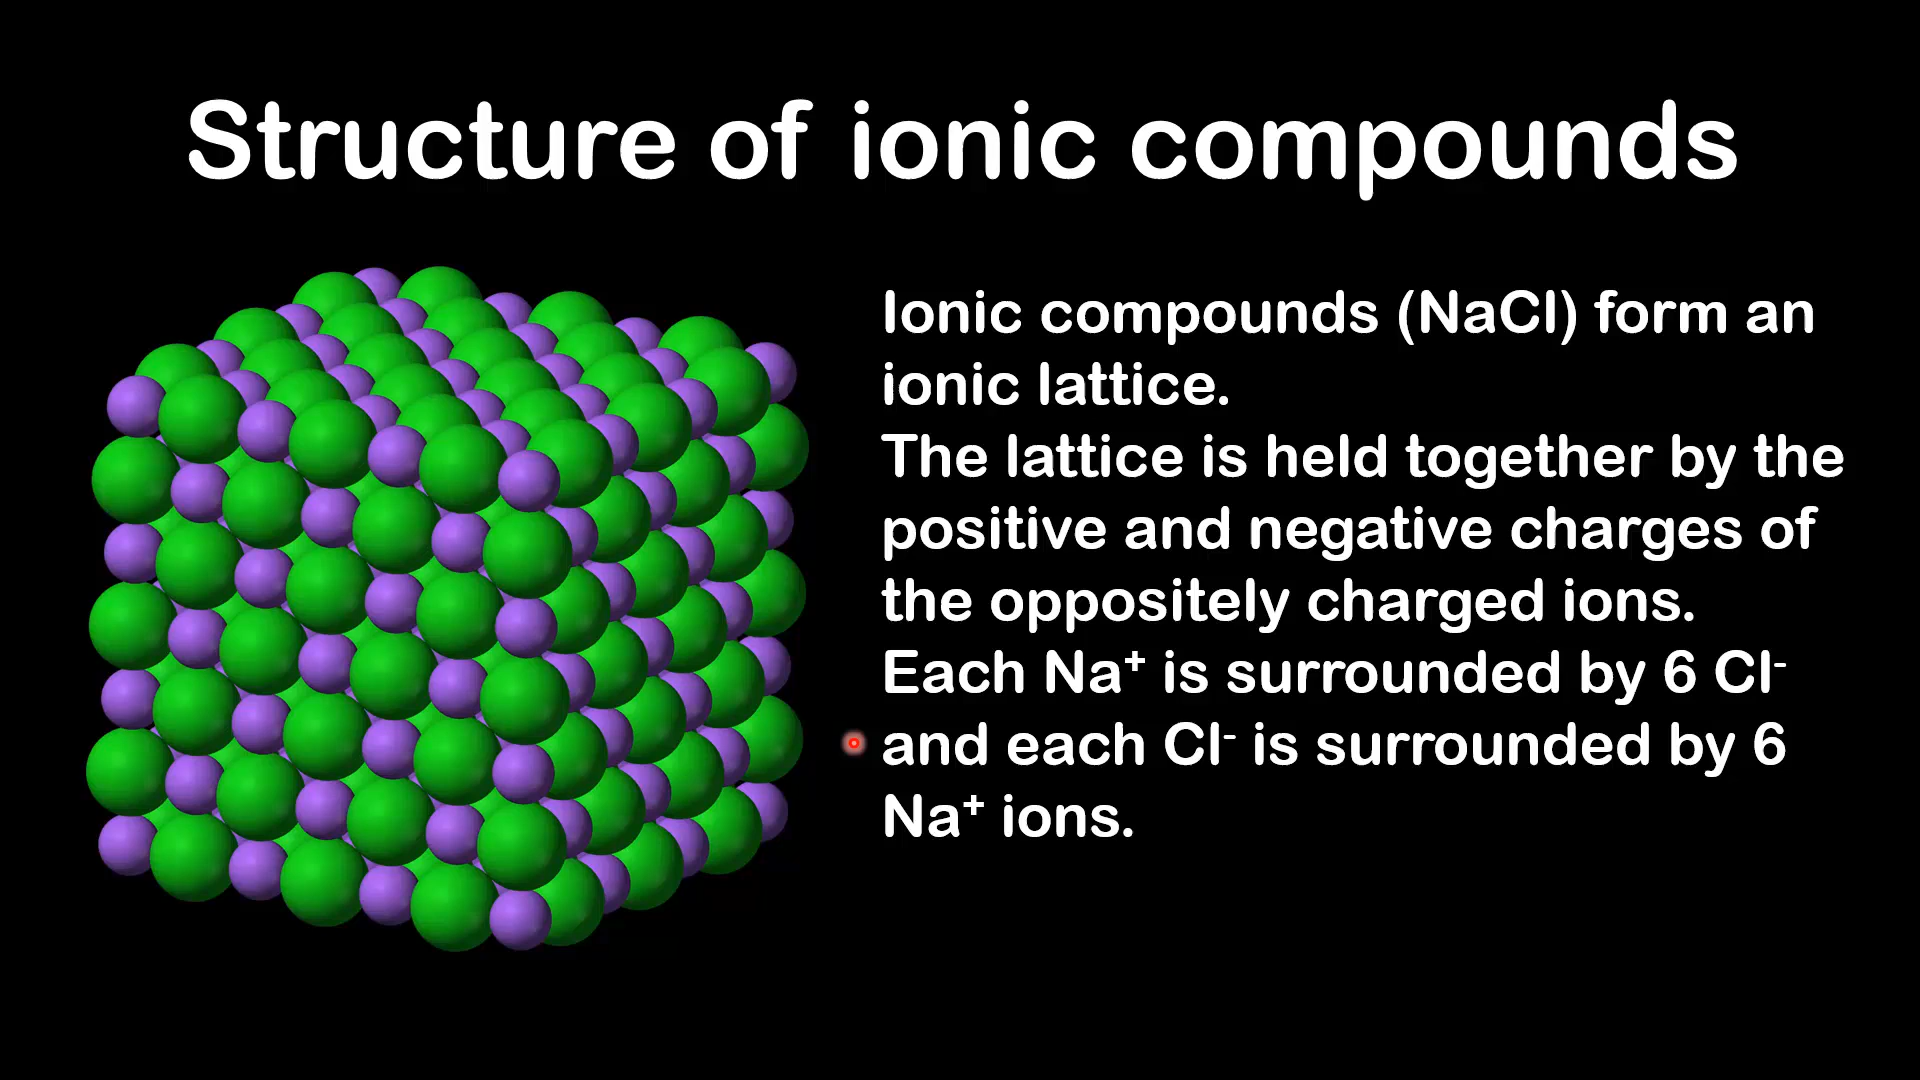 Structure of ionic compounds
Ionic compounds (NaCl) form an
ionic lattice.
The lattice is held together by the
positive and negative charges of
the oppositely charged ions.
Each Na⁺ is surrounded by 6 Cl⁻
and each Cl⁻ is surrounded by 6
Na⁺ ions.